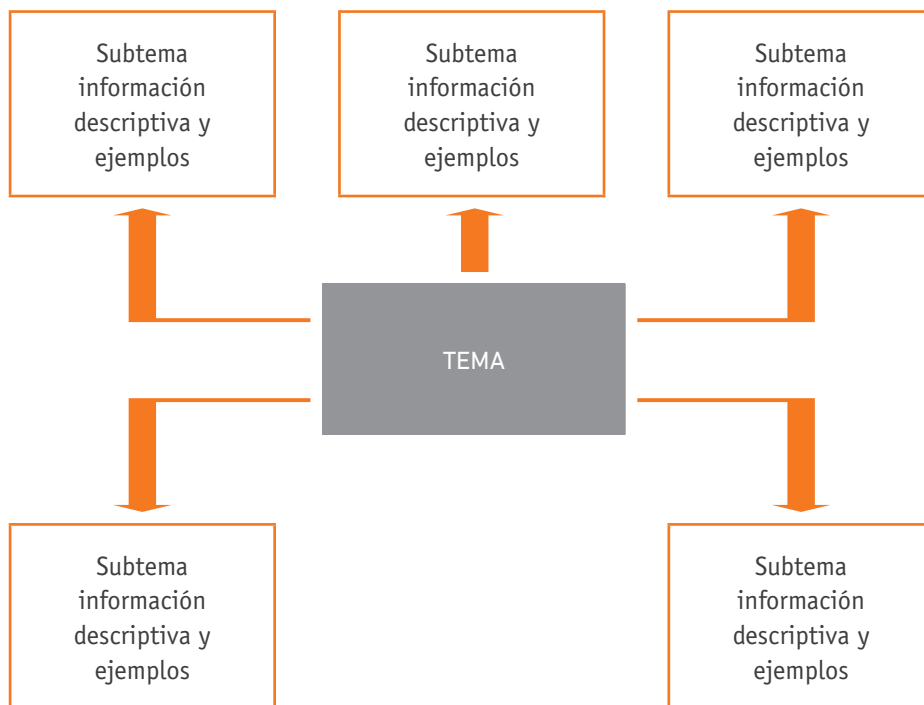 Subtema
información
descriptiva y
ejemplos
Subtema
información
descriptiva y
ejemplos
Subtema
información
descriptiva y
ejemplos
TEMA
Subtema
información
descriptiva y
ejemplos
Subtema
información
descriptiva y
ejemplos